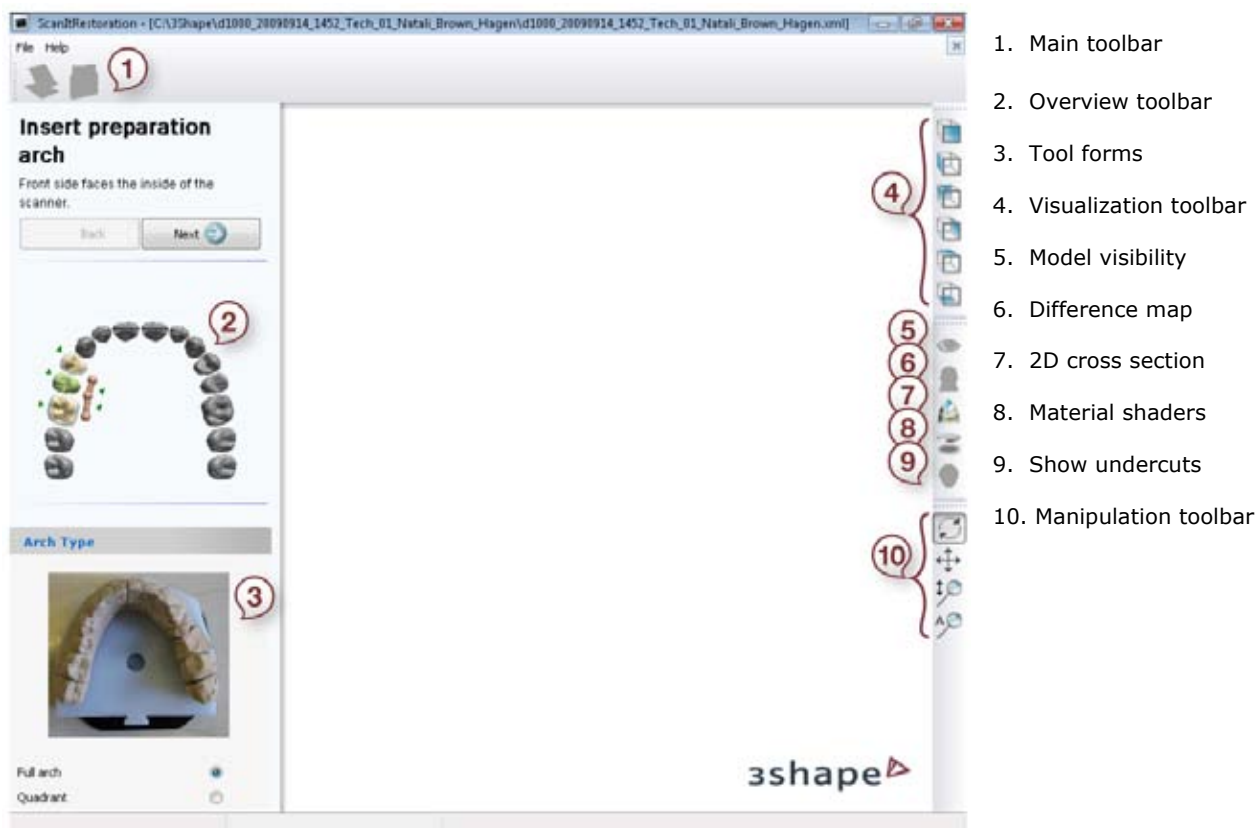 ScanItRestoration - [C:\3Shape\d1000_20090914_1452_Tech_01_Natali_Brown_Hagen\d1000_20090914_1452_Tech_01_Natali_Brown_Hagen.xml]
File Help
1
Insert preparation
arch
Front side faces the inside of the
scanner.
Back Next
2
Arch Type
3
Full arch
Quadrant
4
5
6
7
8
9
10
A
3shape
1. Main toolbar
2. Overview toolbar
3. Tool forms
4. Visualization toolbar
5. Model visibility
6. Difference map
7. 2D cross section
8. Material shaders
9. Show undercuts
10. Manipulation toolbar